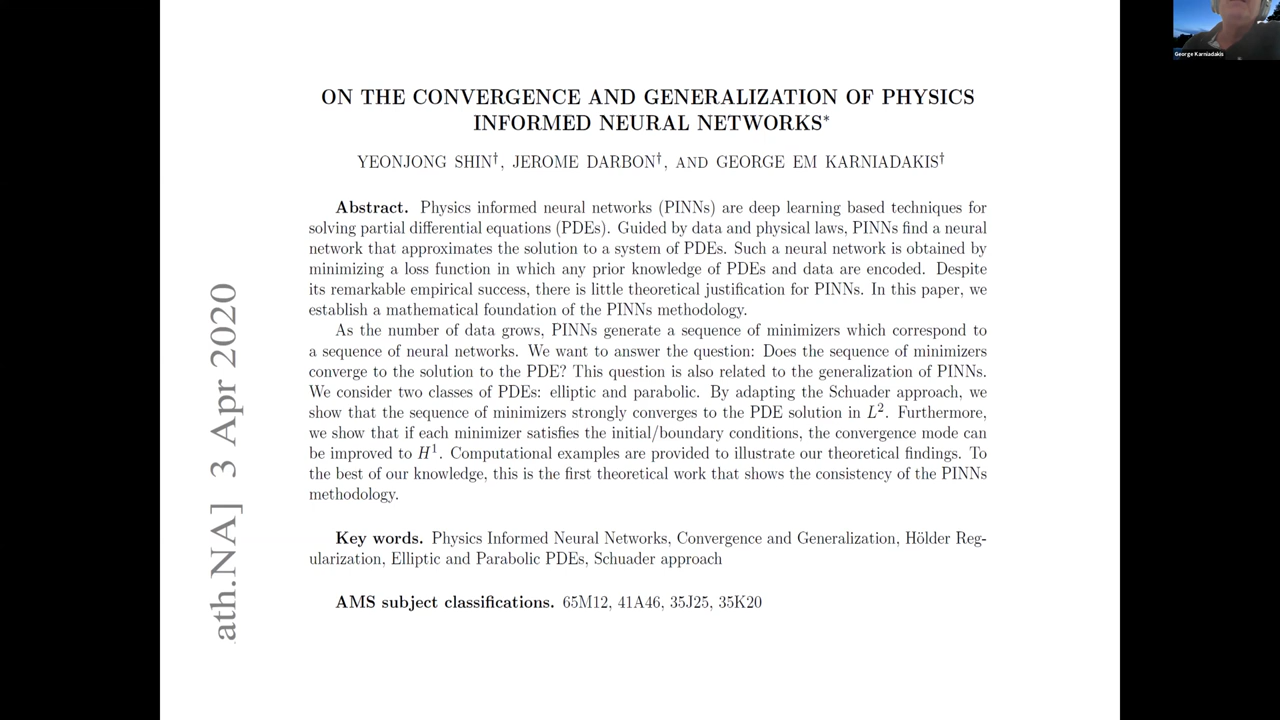 ON THE CONVERGENCE AND GENERALIZATION OF PHYSICS
INFORMED NEURAL NETWORKS*
YEONJONG SHIN†, JEROME DARBON†, AND GEORGE EM KARNIADAKIS†
Abstract. Physics informed neural networks (PINNs) are deep learning based techniques for
solving partial differential equations (PDEs). Guided by data and physical laws, PINNs find a neural
network that approximates the solution to a system of PDEs. Such a neural network is obtained by
minimizing a loss function in which any prior knowledge of PDEs and data are encoded. Despite
its remarkable empirical success, there is little theoretical justification for PINNs. In this paper, we
establish a mathematical foundation of the PINNs methodology.
As the number of data grows, PINNs generate a sequence of minimizers which correspond to
a sequence of neural networks. We want to answer the question: Does the sequence of minimizers
converge to the solution to the PDE? This question is also related to the generalization of PINNs.
We consider two classes of PDEs: elliptic and parabolic. By adapting the Schuader approach, we
show that the sequence of minimizers strongly converges to the PDE solution in L². Furthermore,
we show that if each minimizer satisfies the initial/boundary conditions, the convergence mode can
be improved to H¹. Computational examples are provided to illustrate our theoretical findings. To
the best of our knowledge, this is the first theoretical work that shows the consistency of the PINNs
methodology.
Key words. Physics Informed Neural Networks, Convergence and Generalization, Hölder Reg-
ularization, Elliptic and Parabolic PDEs, Schuader approach
AMS subject classifications. 65M12, 41A46, 35J25, 35K20
ath.NA] 3 Apr 2020
George Karniadakis